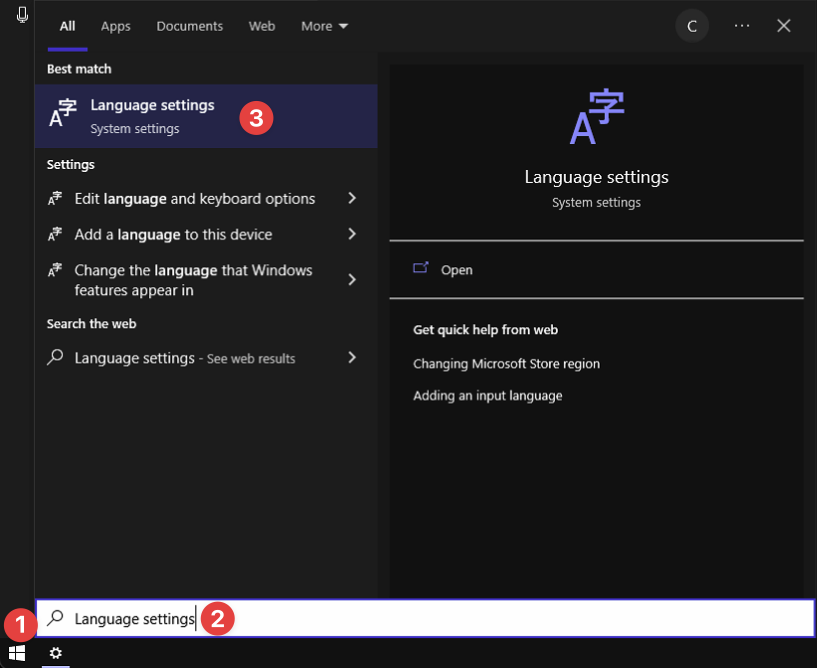 All Apps Documents Web More C ...
Best match
Language settings
System settings
3
Settings
Edit language and keyboard options
Add a language to this device
Change the language that Windows
features appear in
Search the web
Language settings - See web results
A字
Language settings
System settings
Open
Get quick help from web
Changing Microsoft Store region
Adding an input language
1
Language settings
2